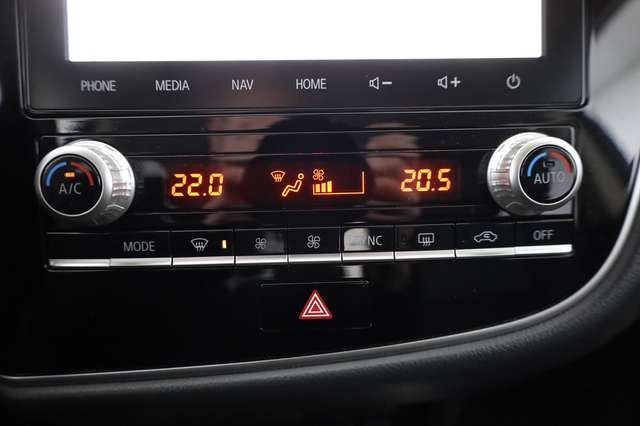 PHONE MEDIA NAV HOME
A/C 22.0 20.5 AUTO
MODE OFF